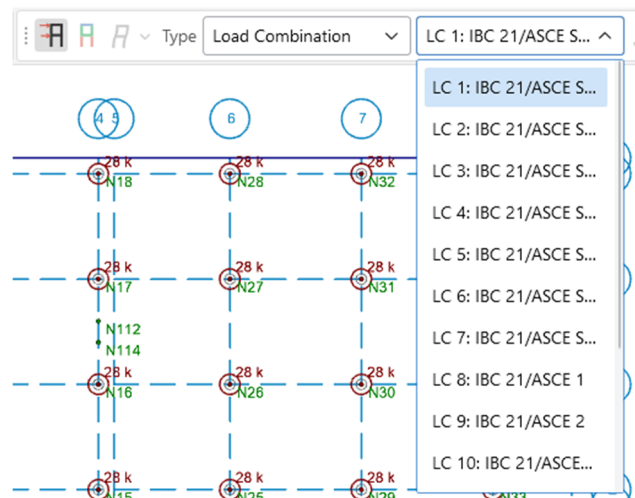 Type Load Combination LC 1: IBC 21/ASCE S...
LC 1: IBC 21/ASCE S...
LC 2: IBC 21/ASCE S...
LC 3: IBC 21/ASCE S...
LC 4: IBC 21/ASCE S...
LC 5: IBC 21/ASCE S...
LC 6: IBC 21/ASCE S...
LC 7: IBC 21/ASCE S...
LC 8: IBC 21/ASCE 1
LC 9: IBC 21/ASCE 2
LC 10: IBC 21/ASCE...
4 5 6 7
28 k 28 k 28 k
N18 N28 N32
28 k 28 k 28 k
N17 N27 N31
N112
N114
28 k 28 k 28 k
N16 N26 N30
28 k 28 k 28 k
N15 N25 N29 N33